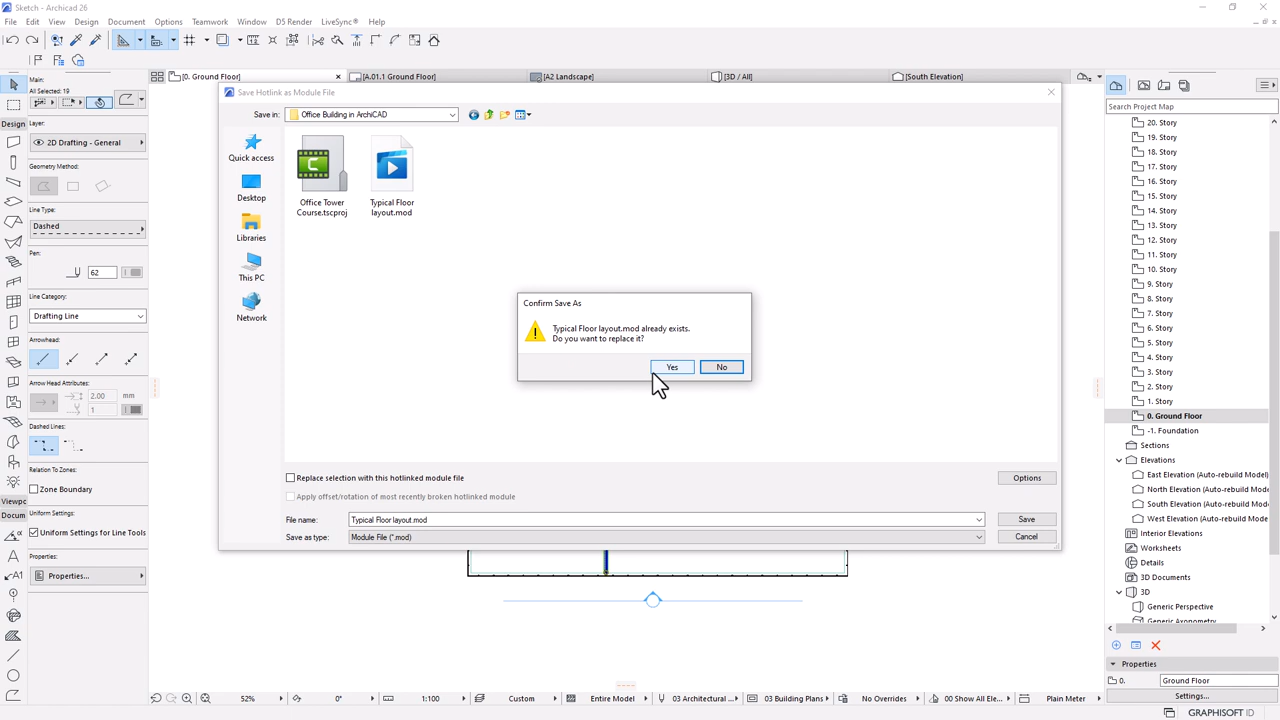 Sketch - Archicad 26
File Edit View Design Document Options Teamwork Window D5 Render LiveSync® Help
[0. Ground Floor]
[A.01.1 Ground Floor]
[A2 Landscape]
[3D / All]
[South Elevation]
Main:
All Selected: 19
Design
Layer:
2D Drafting - General
Geometry Method:
Line Type:
Dashed
Pen:
62
Line Category:
Drafting Line
Arrowhead:
Arrow Head Attributes:
2.00 mm
1
Dashed Lines:
Relation To Zones:
Zone Boundary
Viewpc
Docum
Uniform Settings:
Uniform Settings for Line Tools
Properties:
Properties...
Save Hotlink as Module File
Save in:
Office Building in ArchiCAD
Quick access
Desktop
Libraries
This PC
Network
Office Tower
Course.tscproj
Typical Floor
layout.mod
Confirm Save As
Typical Floor layout.mod already exists.
Do you want to replace it?
Yes
No
Replace selection with this hotlinked module file
Options
Apply offset/rotation of most recently broken hotlinked module
File name:
Typical Floor layout.mod
Save
Save as type:
Module File (*.mod)
Cancel
Search Project Map
20. Story
19. Story
18. Story
17. Story
16. Story
15. Story
14. Story
13. Story
12. Story
11. Story
10. Story
9. Story
8. Story
7. Story
6. Story
5. Story
4. Story
3. Story
2. Story
1. Story
0. Ground Floor
-1. Foundation
Sections
Elevations
East Elevation (Auto-rebuild Model)
North Elevation (Auto-rebuild Mode
South Elevation (Auto-rebuild Mode
West Elevation (Auto-rebuild Mode
Interior Elevations
Worksheets
Details
3D Documents
3D
Generic Perspective
Generic Axonometry
Properties
0.
Ground Floor
Settings...
52%
0°
1:100
Custom
Entire Model
03 Architectural ...
03 Building Plans
No Overrides
00 Show All Ele...
Plain Meter
GRAPHISOFT ID